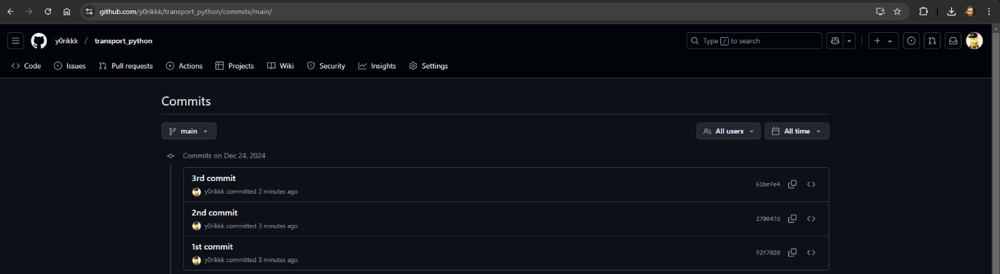 github.com/y0rikkk/transport_python/commits/main/
y0rikkk / transport_python
Type / to search
Code Issues Pull requests Actions Projects Wiki Security Insights Settings
Commits
main All users All time
Commits on Dec 24, 2024
3rd commit
y0rikkk committed 2 minutes ago
61befe4
2nd commit
y0rikkk committed 3 minutes ago
270047d
1st commit
y0rikkk committed 3 minutes ago
92f7020